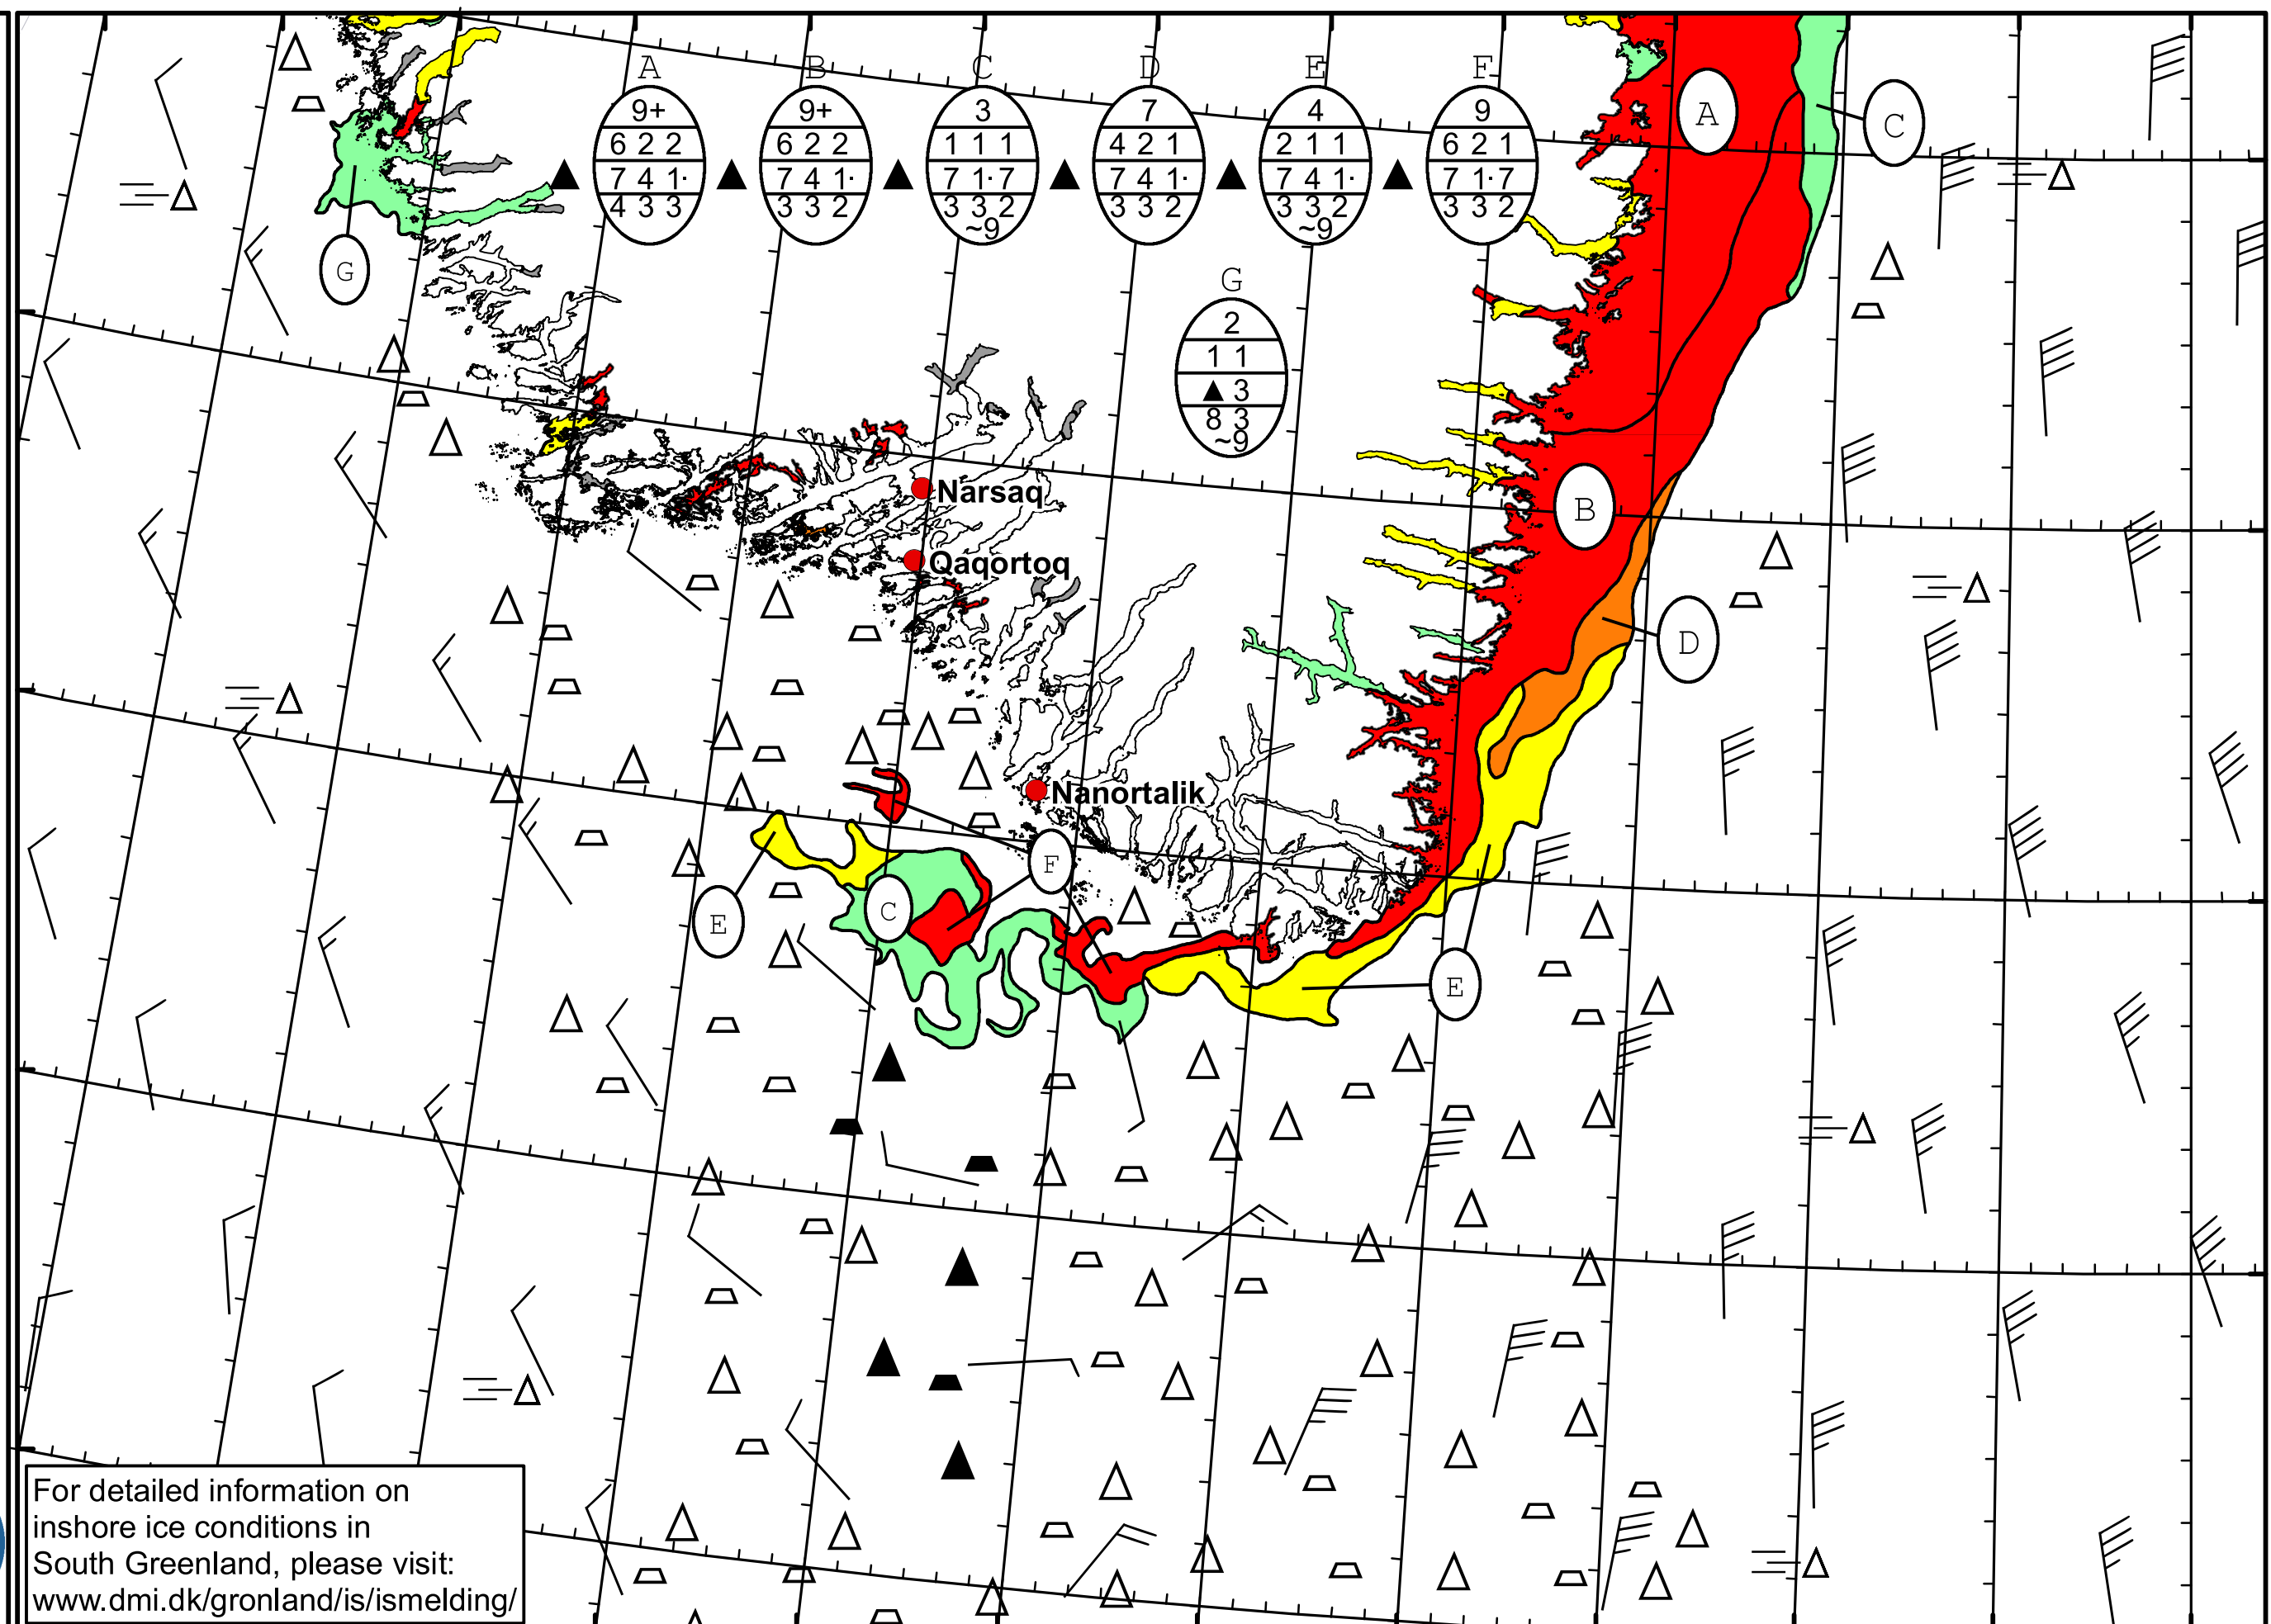 A B C D E F
9+ 9+ 3 7 4 9
6 2 2 6 2 2 1 1 1 4 2 1 2 1 1 6 2 1
7 4 1· 7 4 1· 7 1· 7 7 4 1· 7 4 1· 7 1· 7
4 3 3 3 3 2 3 3 2 3 3 2 3 3 2 3 3 2
~9 ~9
A
C
G
G
2
1 1
▲ 3
8 3
~9
Narsaq
B
Qaqortoq
D
Nanortalik
F
E
C
E
For detailed information on
inshore ice conditions in
South Greenland, please visit:
www.dmi.dk/gronland/is/ismelding/